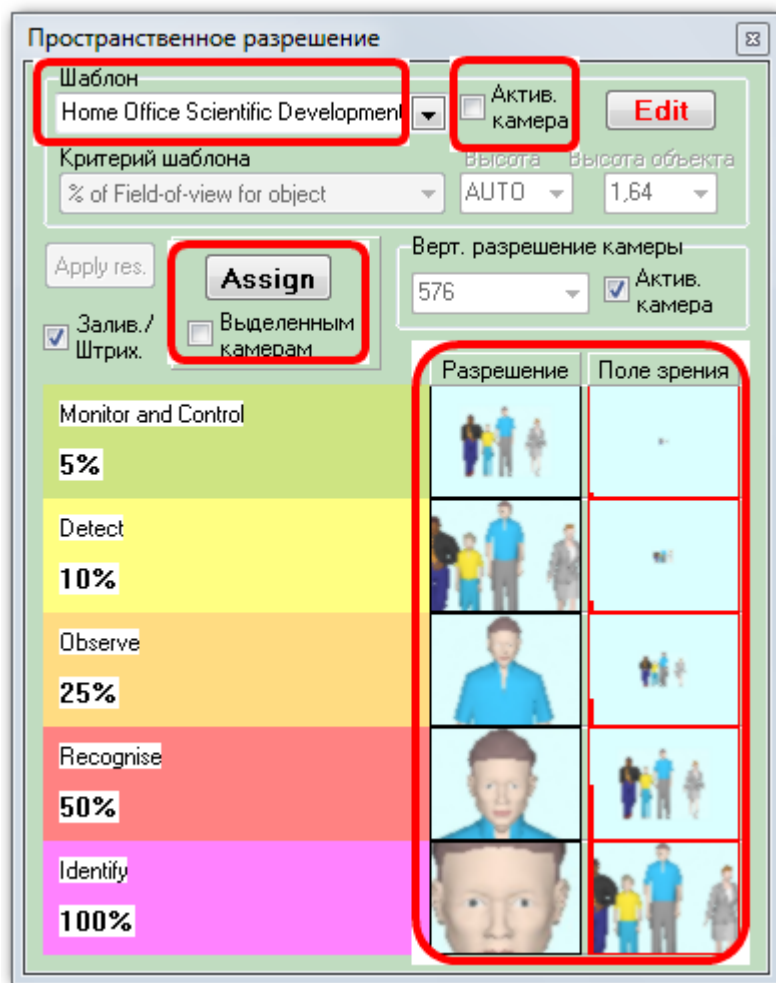 Пространственное разрешение
Шаблон
Home Office Scientific Development
Актив.
камера
Edit
Критерий шаблона
Высота
Высота объекта
% of Field-of-view for object
AUTO
1,64
Apply res.
Assign
Выделенным
камерам
Залив./
Штрих.
Верт. разрешение камеры
576
Актив.
камера
Разрешение
Поле зрения
Monitor and Control
5%
Detect
10%
Observe
25%
Recognise
50%
Identify
100%